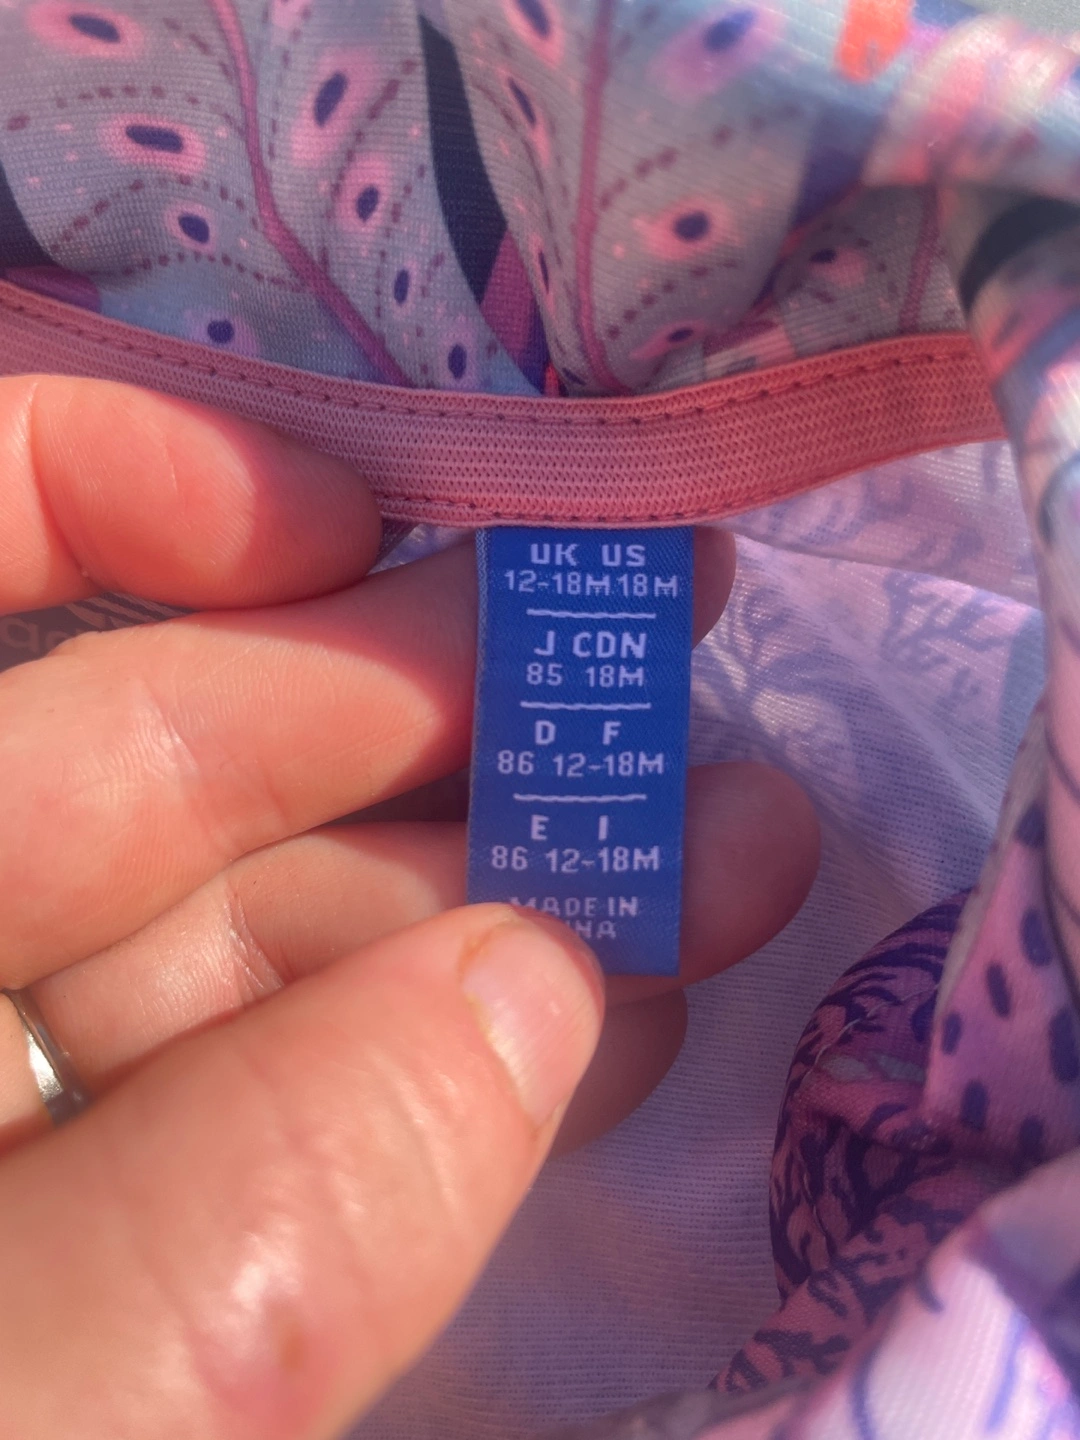 UK US
12-18M 18M
J CDN
85 18M
D F
86 12-18M
E I
86 12-18M
MADE IN